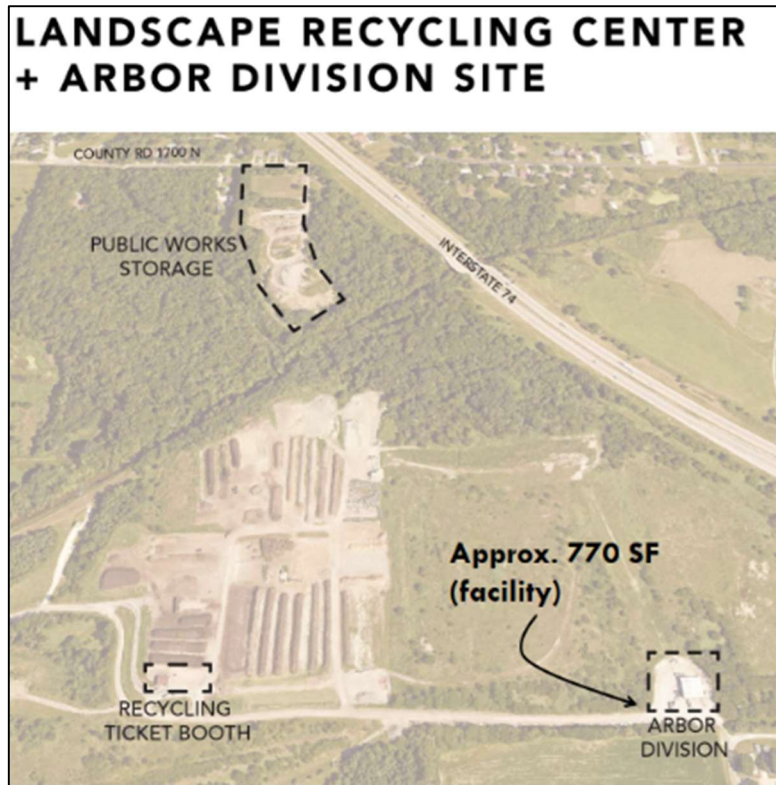 LANDSCAPE RECYCLING CENTER
+ ARBOR DIVISION SITE
COUNTY RD 1700 N
PUBLIC WORKS
STORAGE
INTERSTATE 74
Approx. 770 SF
(facility)
RECYCLING
TICKET BOOTH
ARBOR
DIVISION